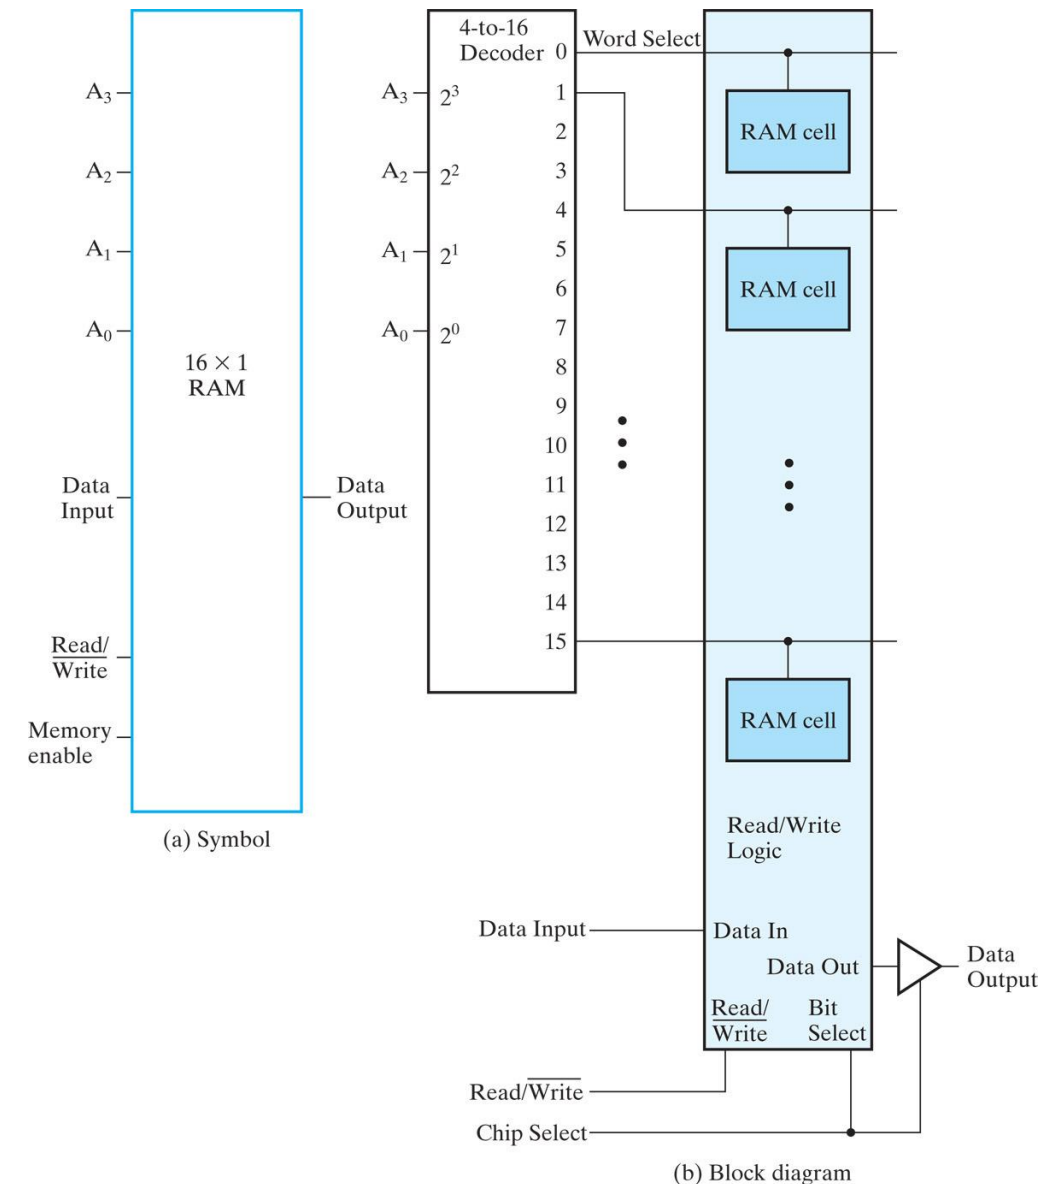 A3
A2
A1
A0
16 × 1
RAM
Data
Input
Data
Output
Read/
Write
Memory
enable
(a) Symbol
4-to-16
Decoder
A3 2^3
A2 2^2
A1 2^1
A0 2^0
0
1
2
3
4
5
6
7
8
9
10
11
12
13
14
15
Word Select
RAM cell
RAM cell
RAM cell
Read/Write
Logic
Data Input
Data In
Data Out
Data
Output
Read/
Write
Bit
Select
Read/Write
Chip Select
(b) Block diagram